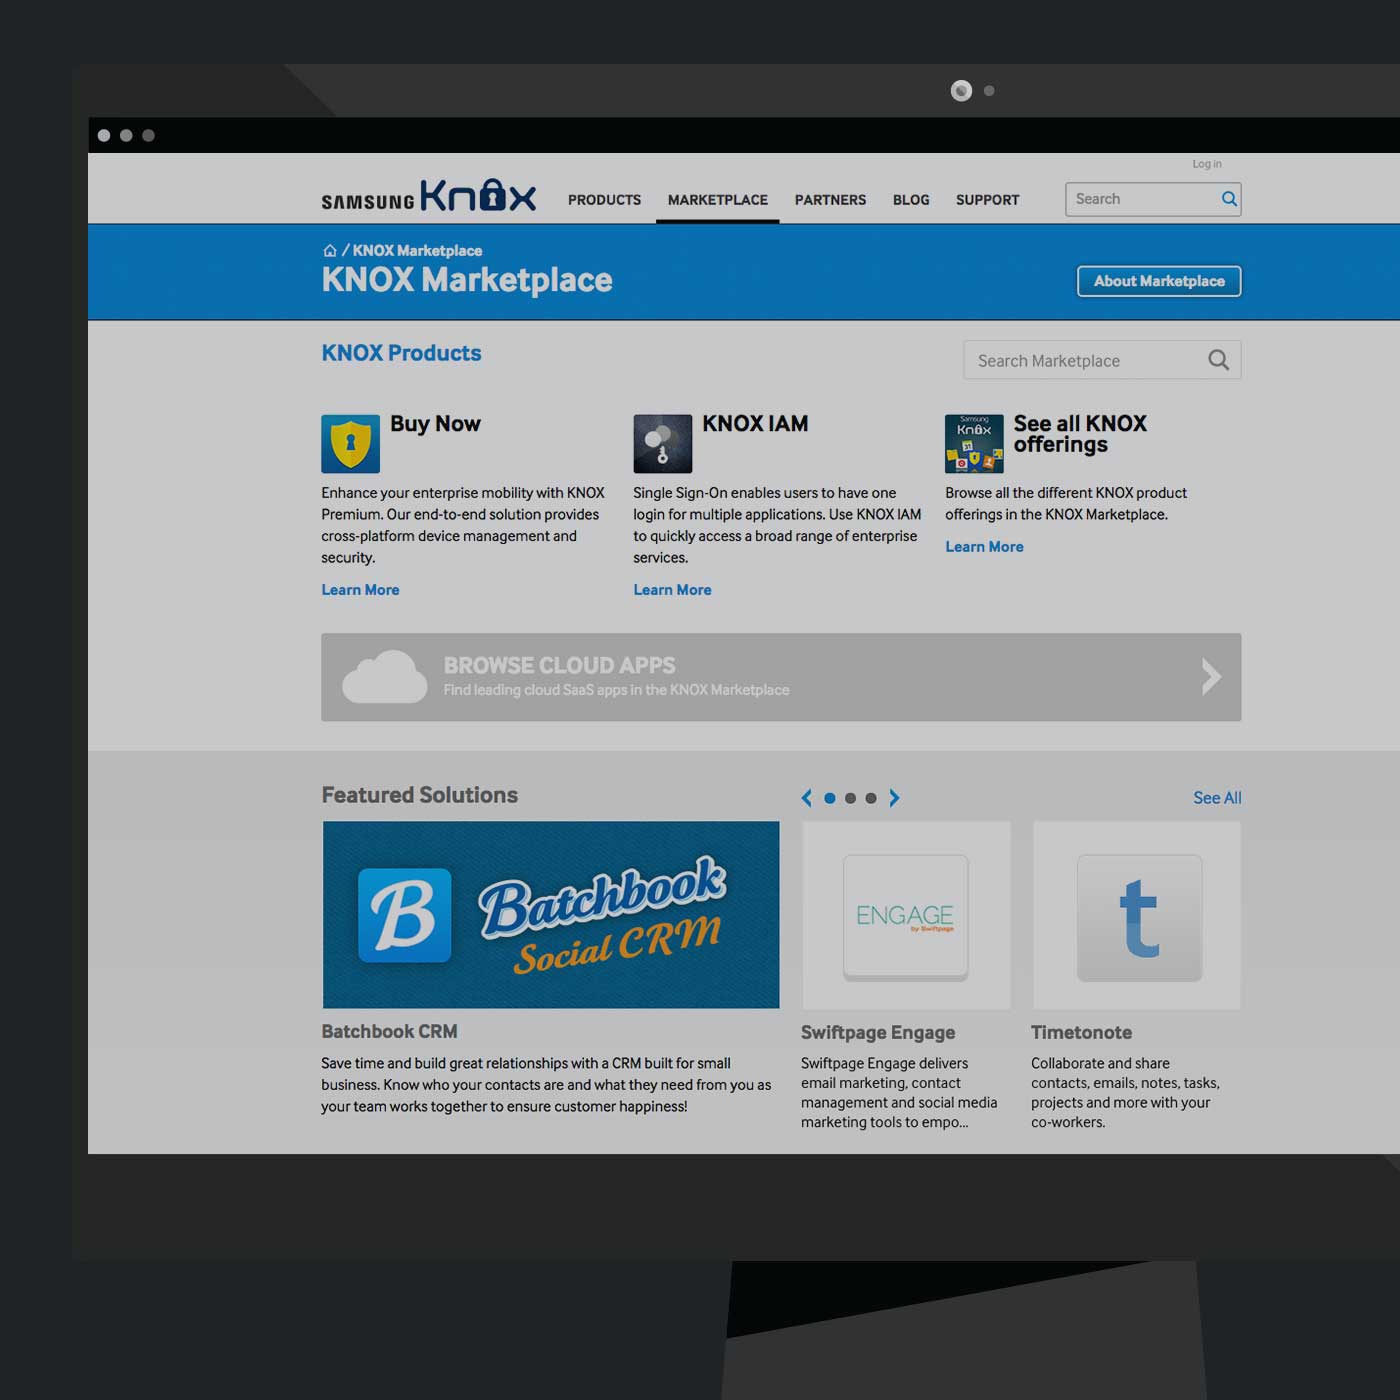 Log in
SAMSUNG Knox
PRODUCTS MARKETPLACE PARTNERS BLOG SUPPORT
Search
/ KNOX Marketplace
KNOX Marketplace
About Marketplace
KNOX Products
Search Marketplace
Buy Now
Enhance your enterprise mobility with KNOX
Premium. Our end-to-end solution provides
cross-platform device management and
security.
Learn More
KNOX IAM
Single Sign-On enables users to have one
login for multiple applications. Use KNOX IAM
to quickly access a broad range of enterprise
services.
Learn More
Samsung
Knox
31
See all KNOX
offerings
Browse all the different KNOX product
offerings in the KNOX Marketplace.
Learn More
BROWSE CLOUD APPS
Find leading cloud SaaS apps in the KNOX Marketplace
Featured Solutions
See All
B
Batchbook
Social CRM
Batchbook CRM
Save time and build great relationships with a CRM built for small
business. Know who your contacts are and what they need from you as
your team works together to ensure customer happiness!
ENGAGE
by Swiftpage
Swiftpage Engage
Swiftpage Engage delivers
email marketing, contact
management and social media
marketing tools to empo...
t
Timetonote
Collaborate and share
contacts, emails, notes, tasks,
projects and more with your
co-workers.